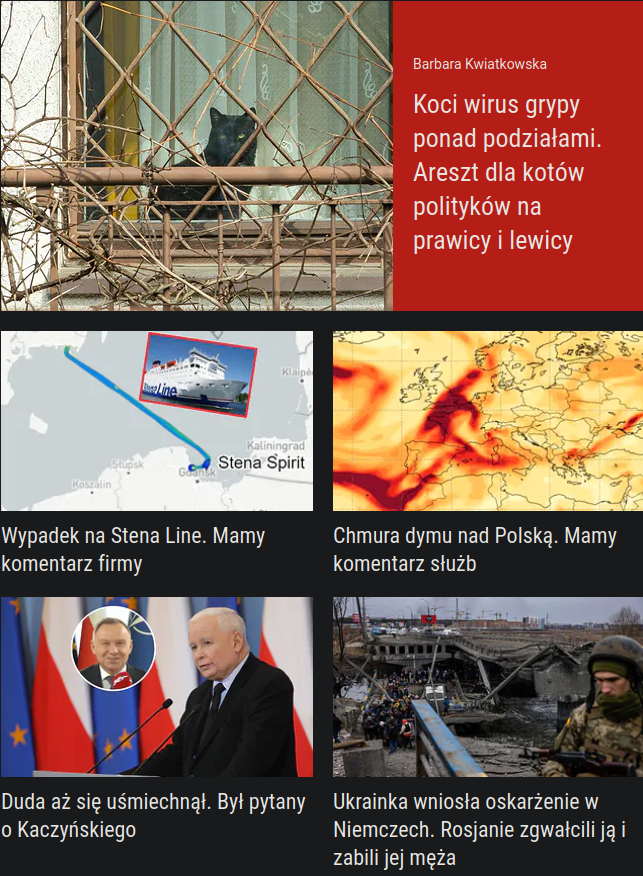 Barbara Kwiatkowska
Koci wirus grypy
ponad podziałami.
Areszt dla kotów
polityków na
prawicy i lewicy
Stena Line
Klaipė
Kaliningrad
Stena Spirit
Słupsk
Gdańsk
Koszalin
Wypadek na Stena Line. Mamy
komentarz firmy
Chmura dymu nad Polską. Mamy
komentarz służb
Duda aż się uśmiechnął. Był pytany
o Kaczyńskiego
Ukrainka wniosła oskarżenie w
Niemczech. Rosjanie zgwałcili ją i
zabili jej męża